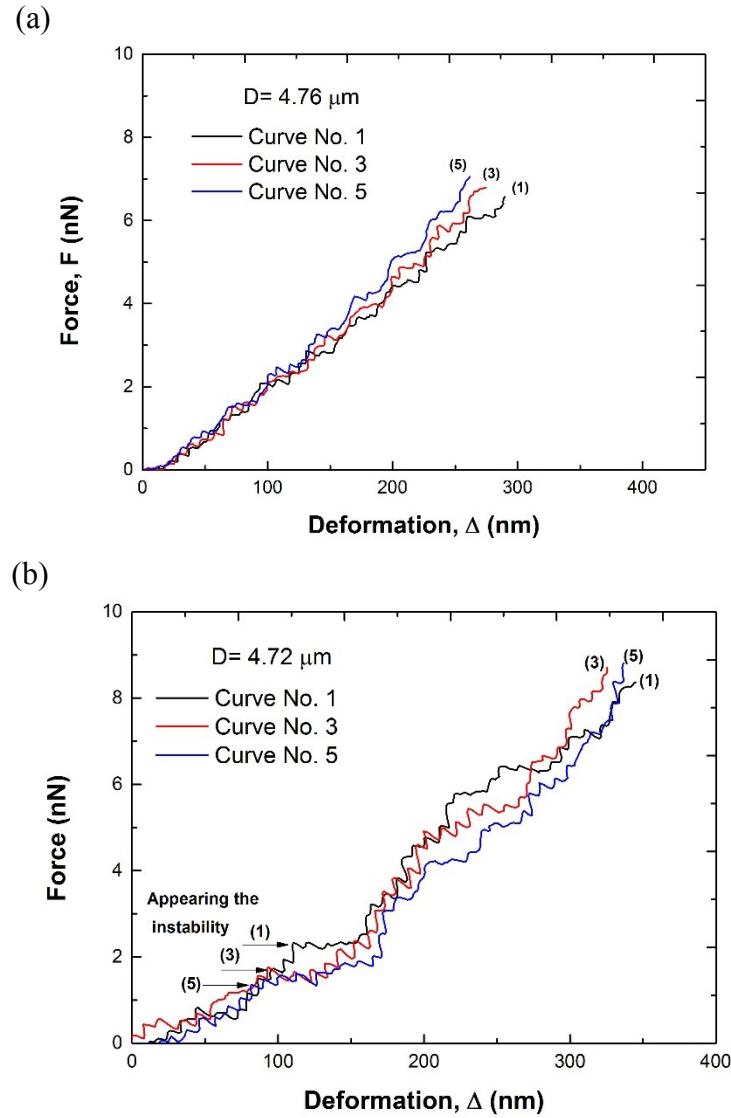 (a)
10
8
6
4
2
0
Force, F (nN)
D= 4.76 μm
Curve No. 1
Curve No. 3
Curve No. 5
(5)
(3)
(1)
0 100 200 300 400
Deformation, Δ (nm)
(b)
10
8
6
4
2
0
Force (nN)
D= 4.72 μm
Curve No. 1
Curve No. 3
Curve No. 5
(3)
(5)
(1)
Appearing the
instability
(1)
(3)
(5)
0 100 200 300 400
Deformation, Δ (nm)